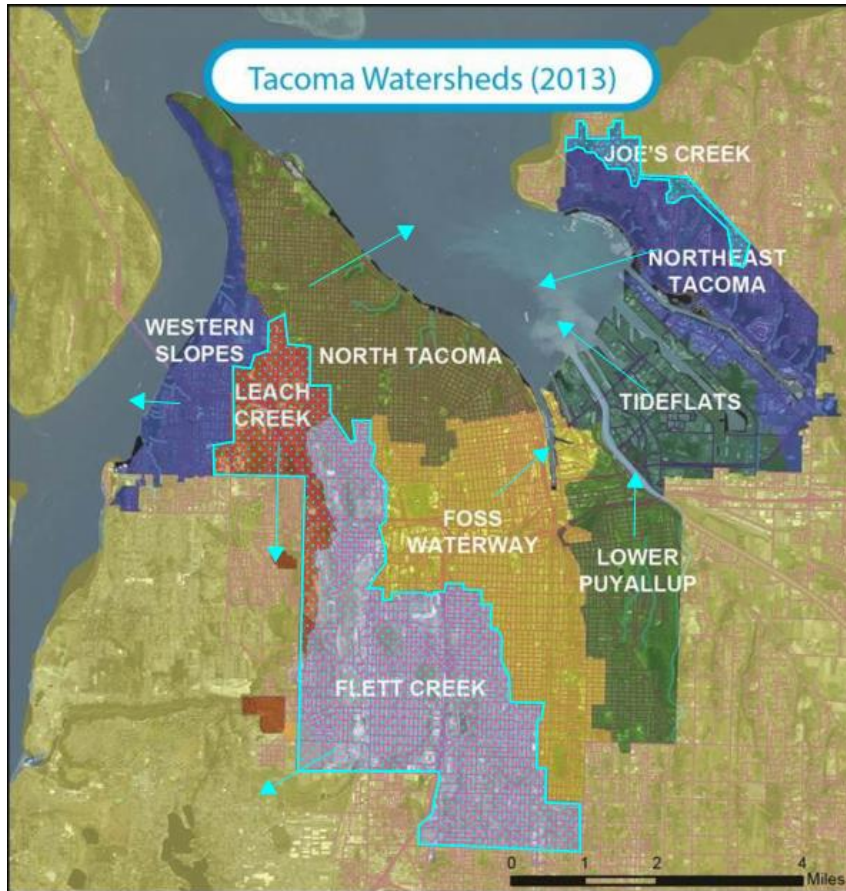 Tacoma Watersheds (2013)
JOE'S CREEK
NORTHEAST
TACOMA
WESTERN
SLOPES
NORTH TACOMA
LEACH
CREEK
TIDEFLATS
FOSS
WATERWAY
LOWER
PUYALLUP
FLETT CREEK
0 1 2 4
Miles